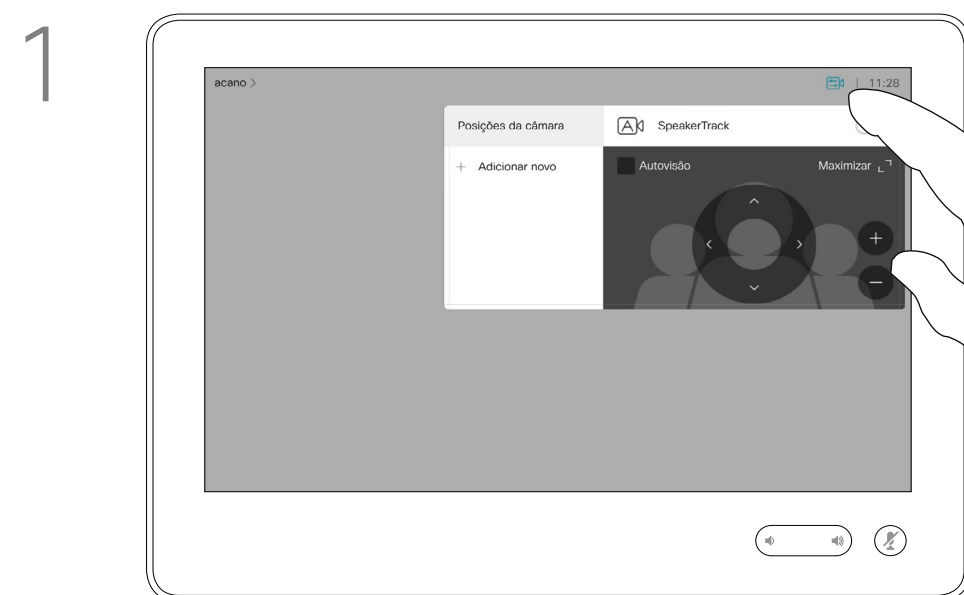 1
acano >
11:28
Posições da câmara
SpeakerTrack
+ Adicionar novo
Autovisão
Maximizar